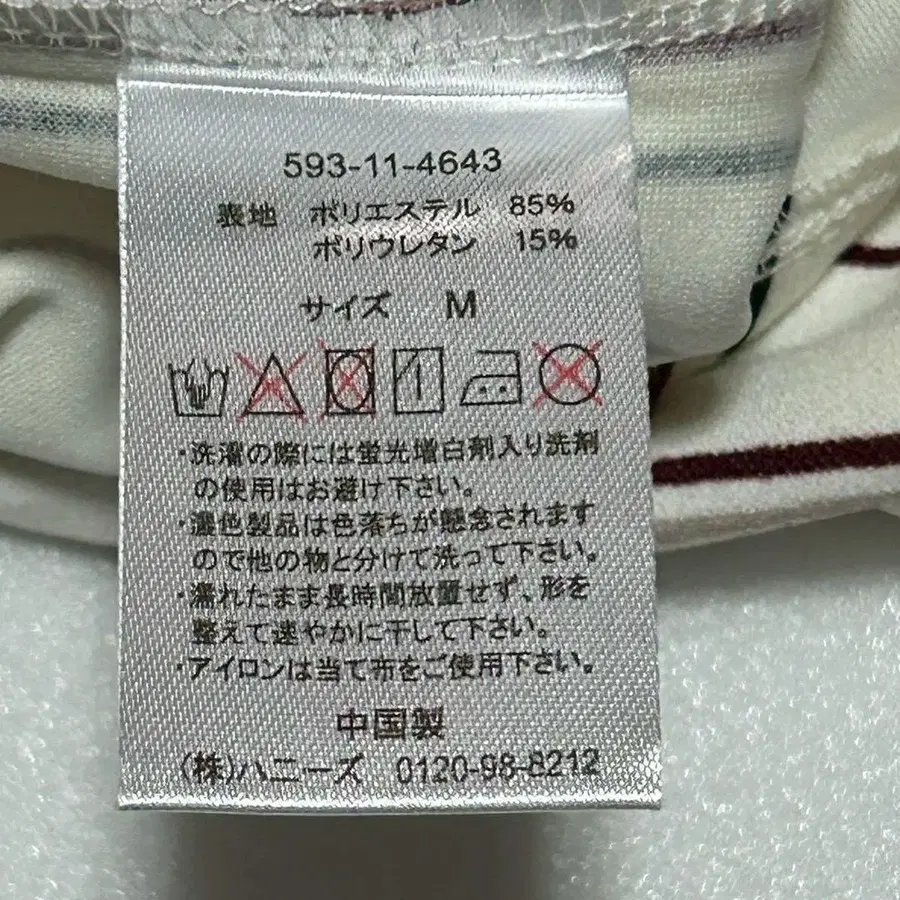 593-11-4643
表地 ポリエステル 85%
ポリウレタン 15%
サイズ M
・洗濯の際には蛍光増白剤入り洗剤
の使用はお避け下さい。
・濃色製品は色落ちが懸念されます
ので他の物と分けて洗って下さい。
・濡れたまま長時間放置せず、形を
整えて速やかに干して下さい。
・アイロンは当て布をご使用下さい。
中国製
(株)ハニーズ 0120-98-8212